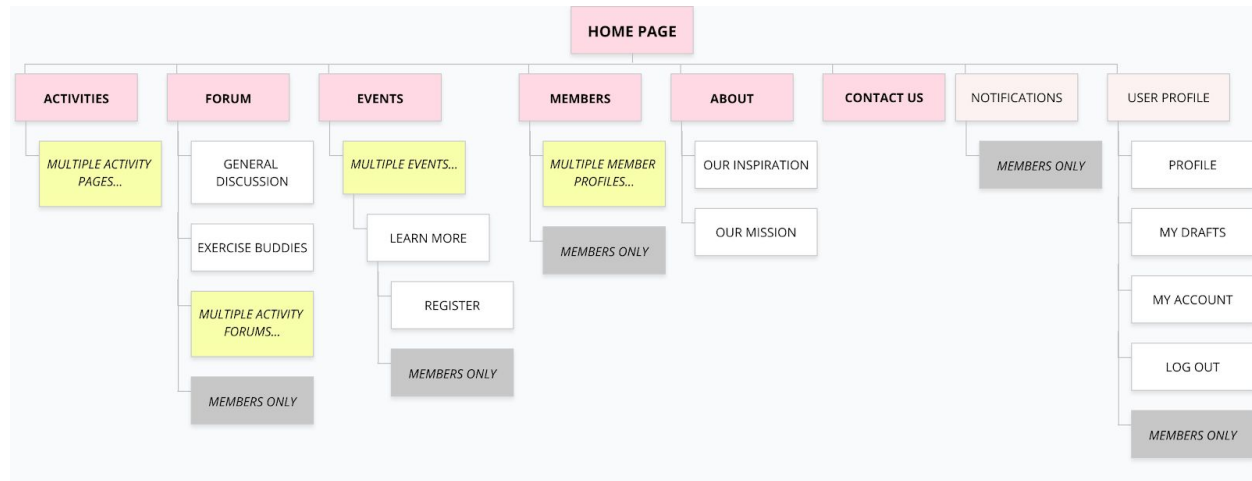 HOME PAGE
ACTIVITIES
FORUM
EVENTS
MEMBERS
ABOUT
CONTACT US
NOTIFICATIONS
USER PROFILE
MULTIPLE ACTIVITY
PAGES...
GENERAL
DISCUSSION
EXERCISE BUDDIES
MULTIPLE ACTIVITY
FORUMS...
MEMBERS ONLY
MULTIPLE EVENTS...
LEARN MORE
REGISTER
MEMBERS ONLY
MULTIPLE MEMBER
PROFILES...
MEMBERS ONLY
OUR INSPIRATION
OUR MISSION
MEMBERS ONLY
PROFILE
MY DRAFTS
MY ACCOUNT
LOG OUT
MEMBERS ONLY